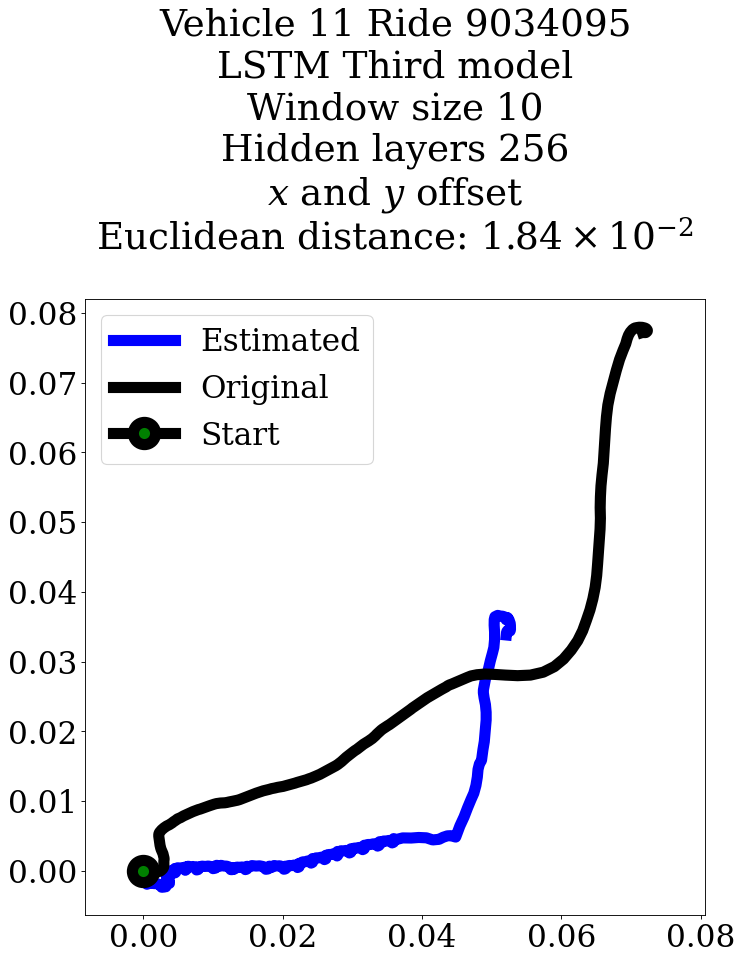 Vehicle 11 Ride 9034095
LSTM Third model
Window size 10
Hidden layers 256
x and y offset
Euclidean distance: 1.84 × 10⁻²
Estimated
Original
Start
0.08
0.07
0.06
0.05
0.04
0.03
0.02
0.01
0.00
0.00 0.02 0.04 0.06 0.08